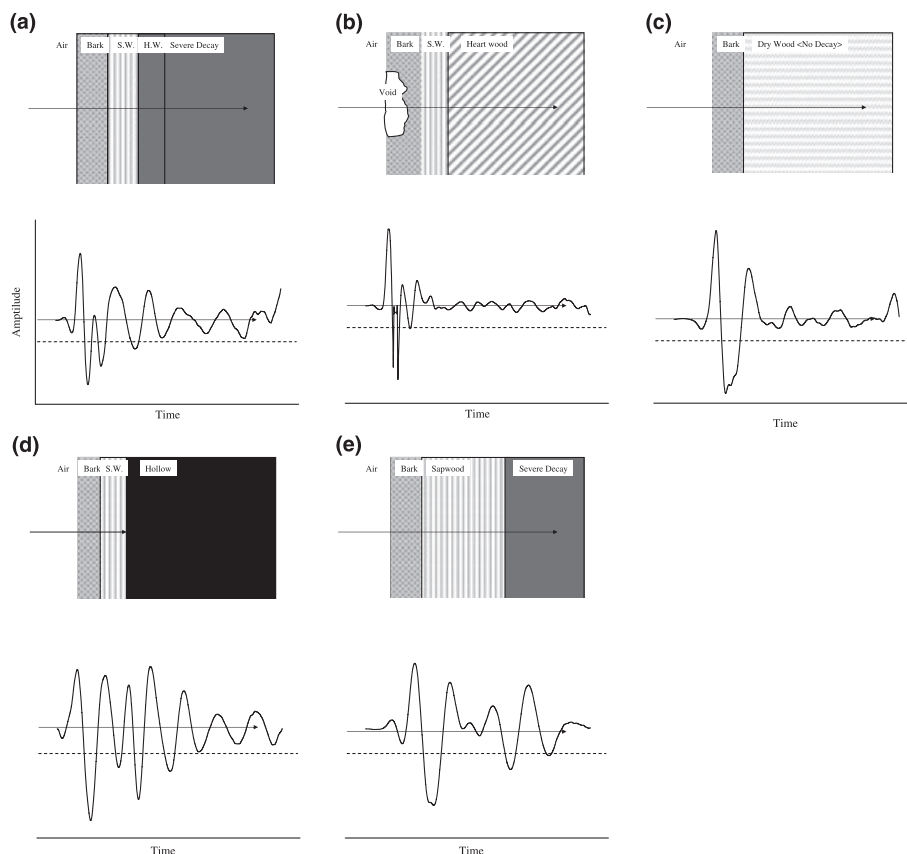 (a)
Air Bark S.W. H.W. Severe Decay
Amptilude
Time
(b)
Air Bark S.W. Heart wood
Void
Time
(c)
Air Bark Dry Wood <No Decay>
Time
(d)
Air Bark S.W. Hollow
Time
(e)
Air Bark Sapwood Severe Decay
Time